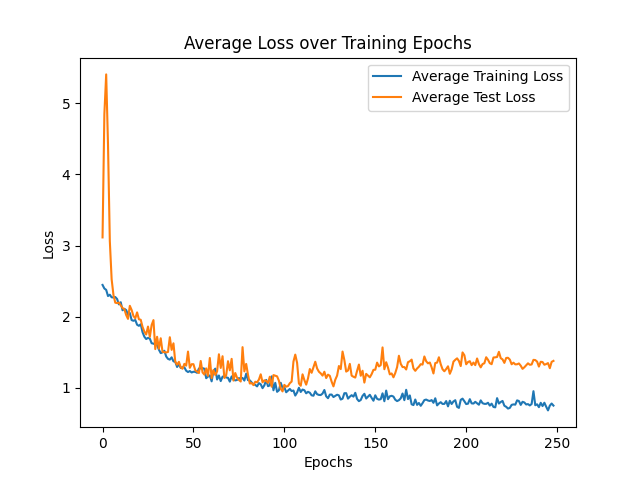 Average Loss over Training Epochs
Average Training Loss
Average Test Loss
Loss
5
4
3
2
1
0
50
100
150
200
250
Epochs